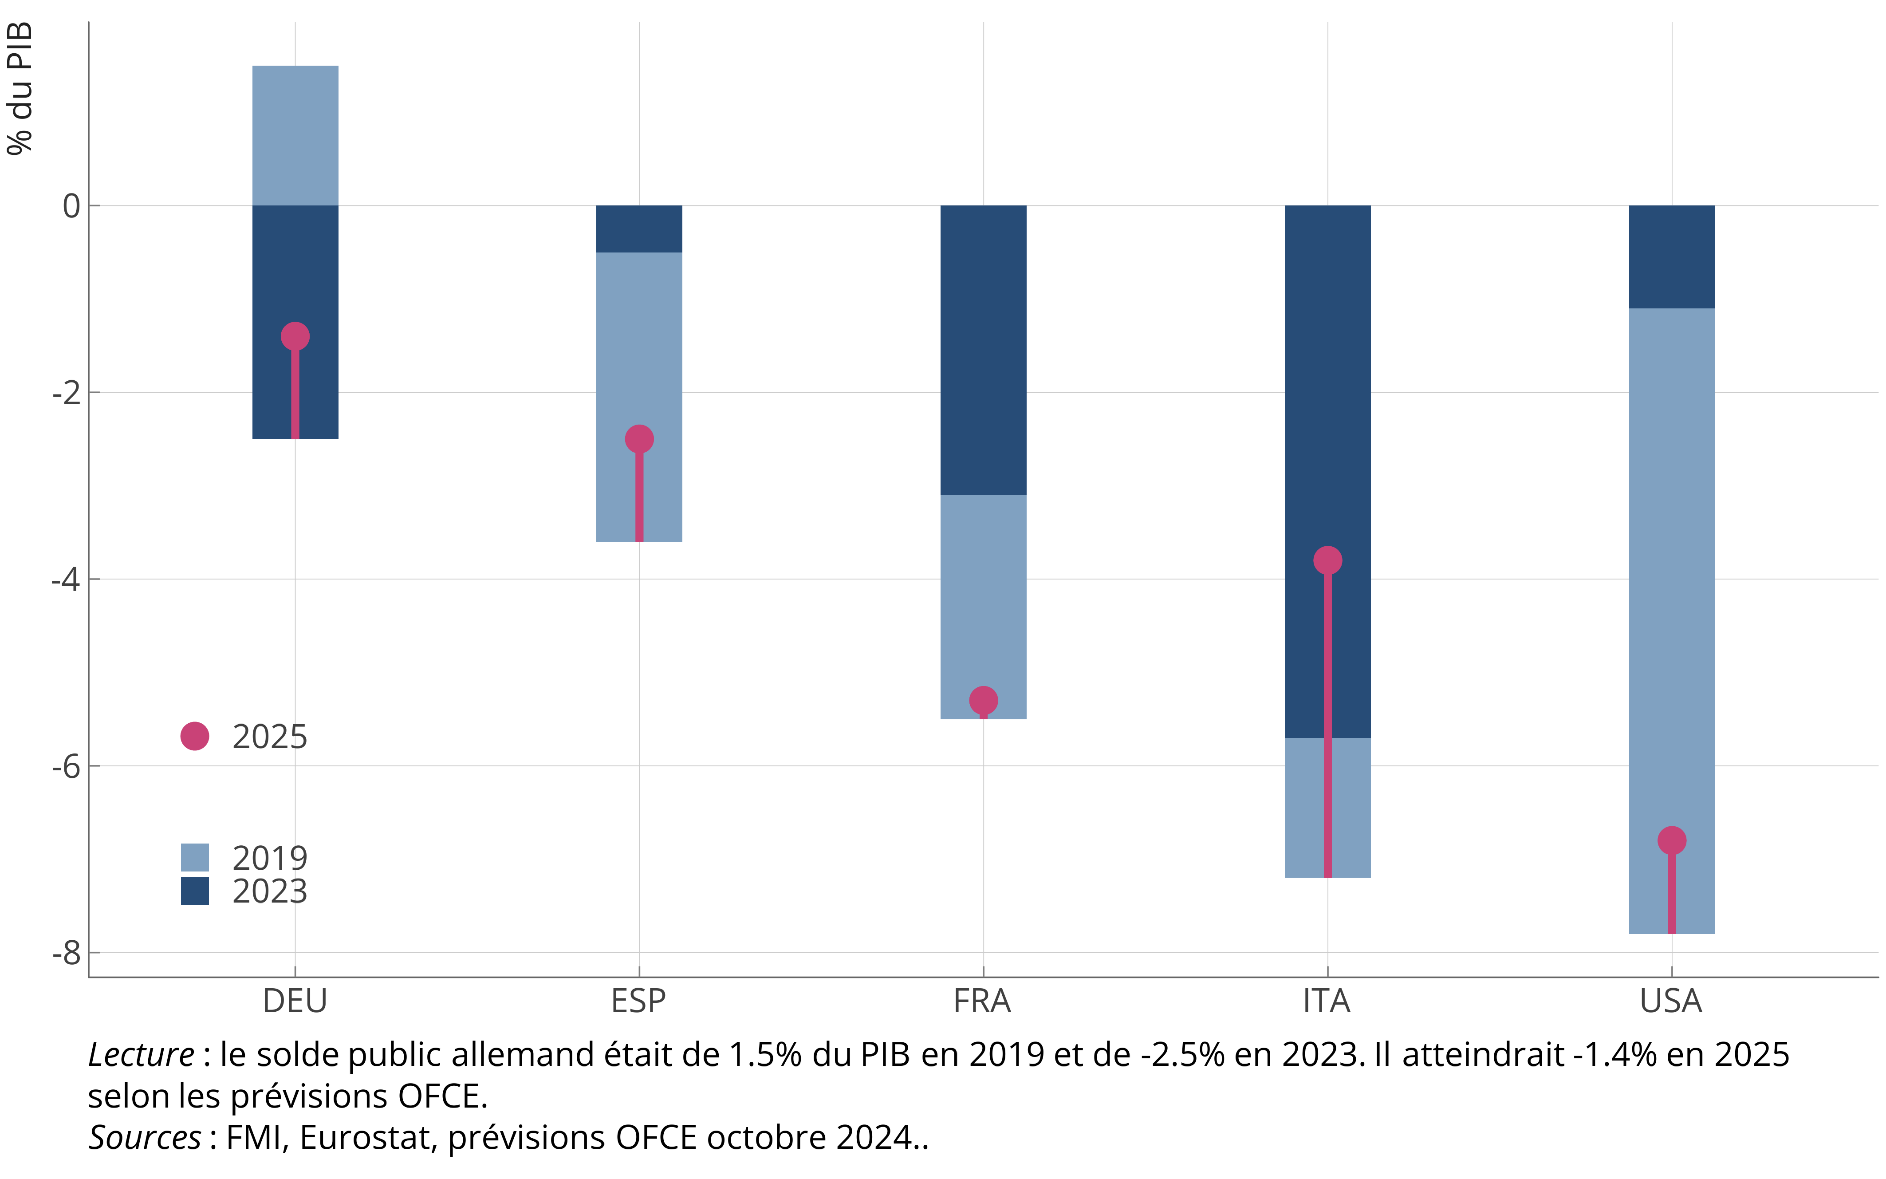 % du PIB
0
-2
-4
-6
-8
2025
2019
2023
DEU ESP FRA ITA USA
Lecture : le solde public allemand était de 1.5% du PIB en 2019 et de -2.5% en 2023. Il atteindrait -1.4% en 2025
selon les prévisions OFCE.
Sources : FMI, Eurostat, prévisions OFCE octobre 2024..